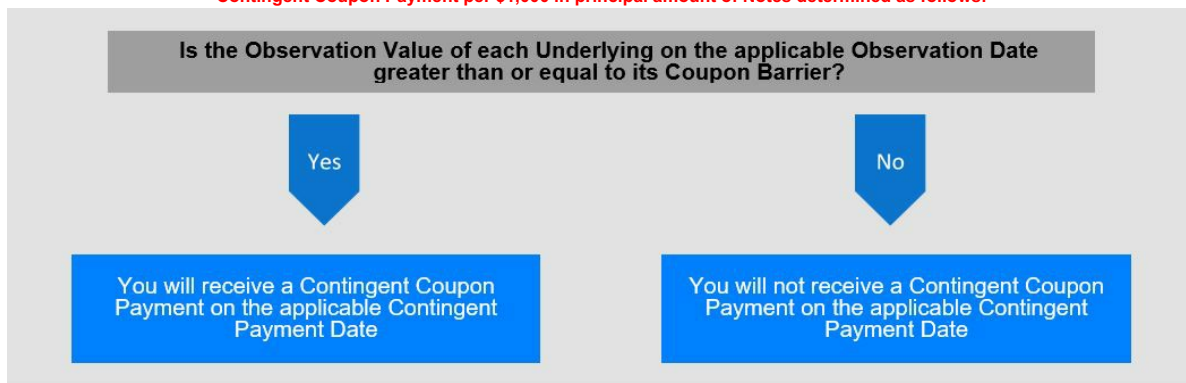 Contingent Coupon Payment per $1,000 in principal amount of Notes determined as follows:
Is the Observation Value of each Underlying on the applicable Observation Date
greater than or equal to its Coupon Barrier?
Yes
No
You will receive a Contingent Coupon
Payment on the applicable Contingent
Payment Date
You will not receive a Contingent Coupon
Payment on the applicable Contingent
Payment Date